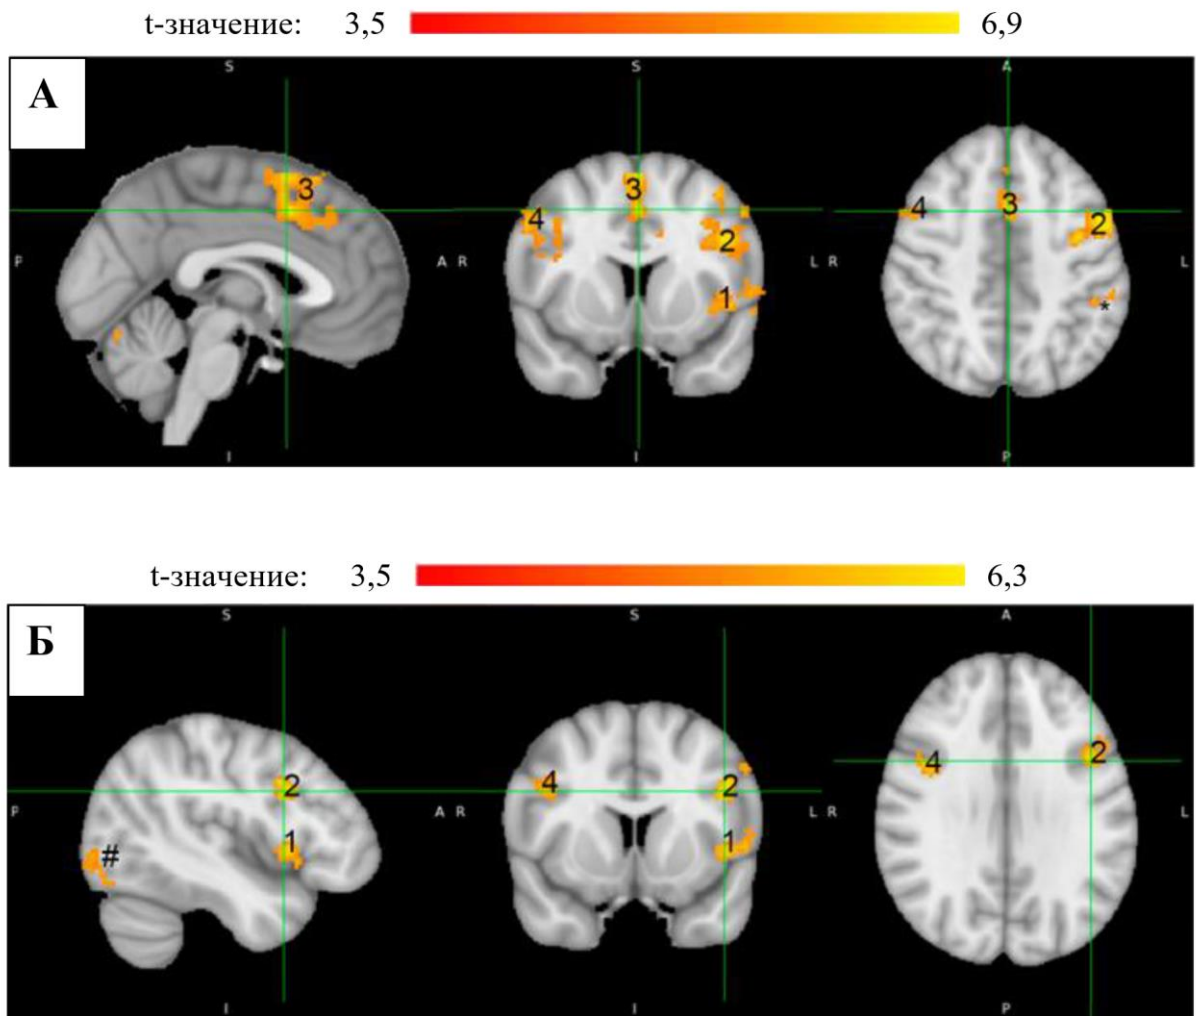 t-значение: 3,5 6,9
А
S S A
3 3 4 3 2
4 2
1 *
P A R L R L
I I P
t-значение: 3,5 6,3
Б
S S A
2 4 2 4 2
1 1
#
P A R L R L
I I P